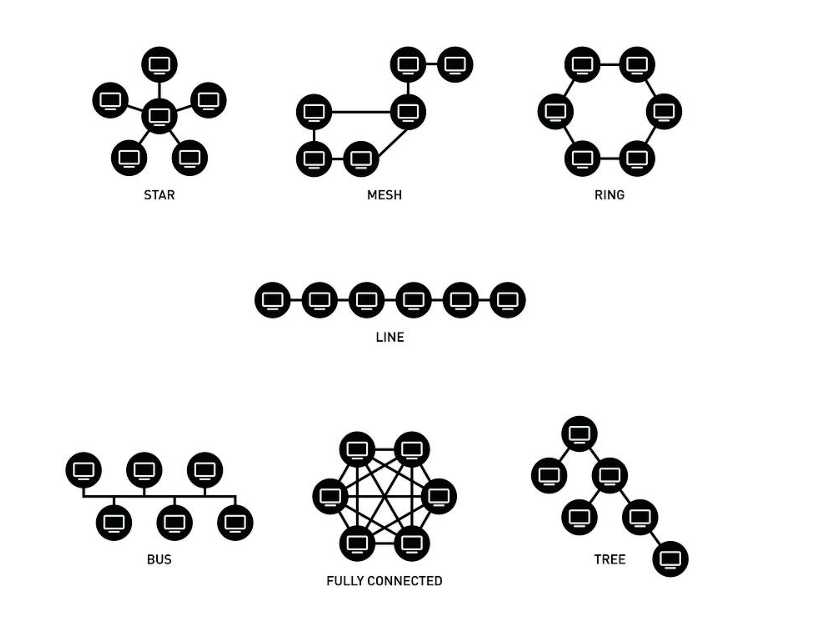 STAR
MESH
RING
LINE
BUS
FULLY CONNECTED
TREE